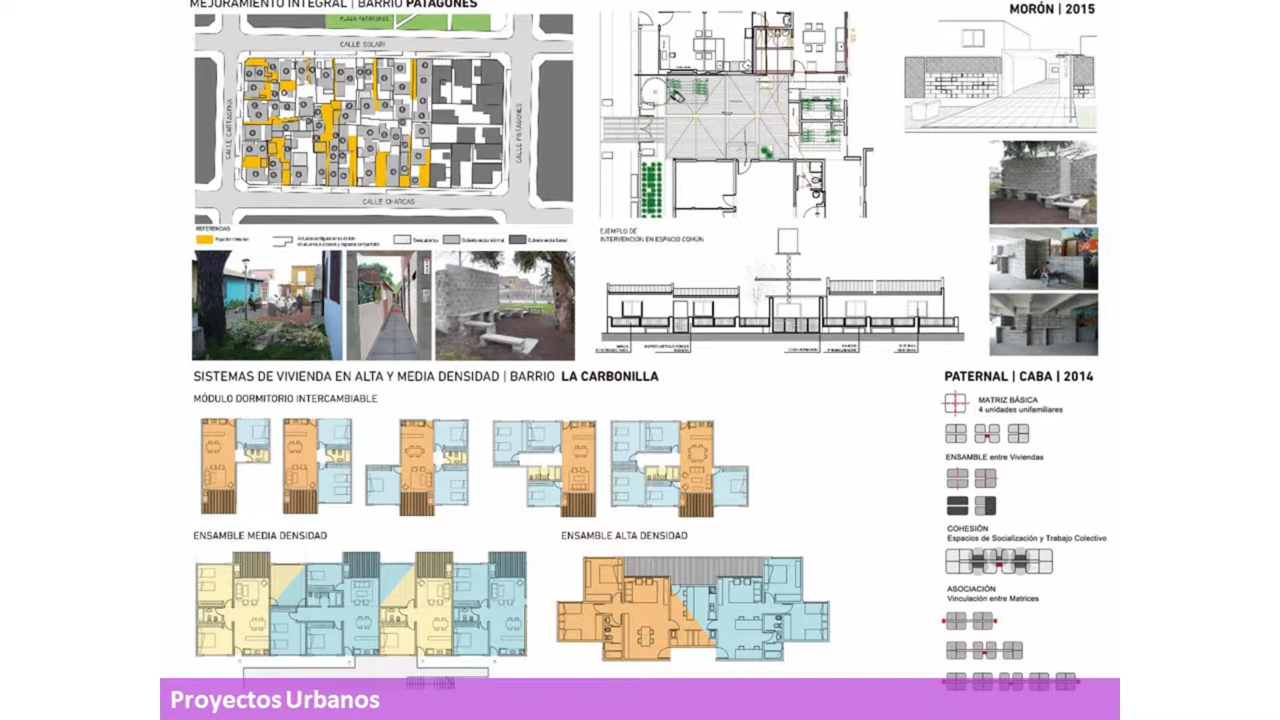 MEJORAMIENTO INTEGRAL | BARRIO PATAGONES
MORÓN | 2015
PLAZA PATAGONES
CALLE SOLARI
CALLE CARTAGENA
CALLE PATAGONES
CALLE CHARCAS
REFERENCIAS
EJEMPLO DE
INTERVENCIÓN EN ESPACIO COMÚN
SISTEMAS DE VIVIENDA EN ALTA Y MEDIA DENSIDAD | BARRIO LA CARBONILLA
PATERNAL | CABA | 2014
MÓDULO DORMITORIO INTERCAMBIABLE
MATRIZ BÁSICA
4 unidades unifamiliares
ENSAMBLE entre Viviendas
COHESIÓN
Espacios de Socialización y Trabajo Colectivo
ENSAMBLE MEDIA DENSIDAD
ENSAMBLE ALTA DENSIDAD
ASOCIACIÓN
Vinculación entre Matrices
Proyectos Urbanos